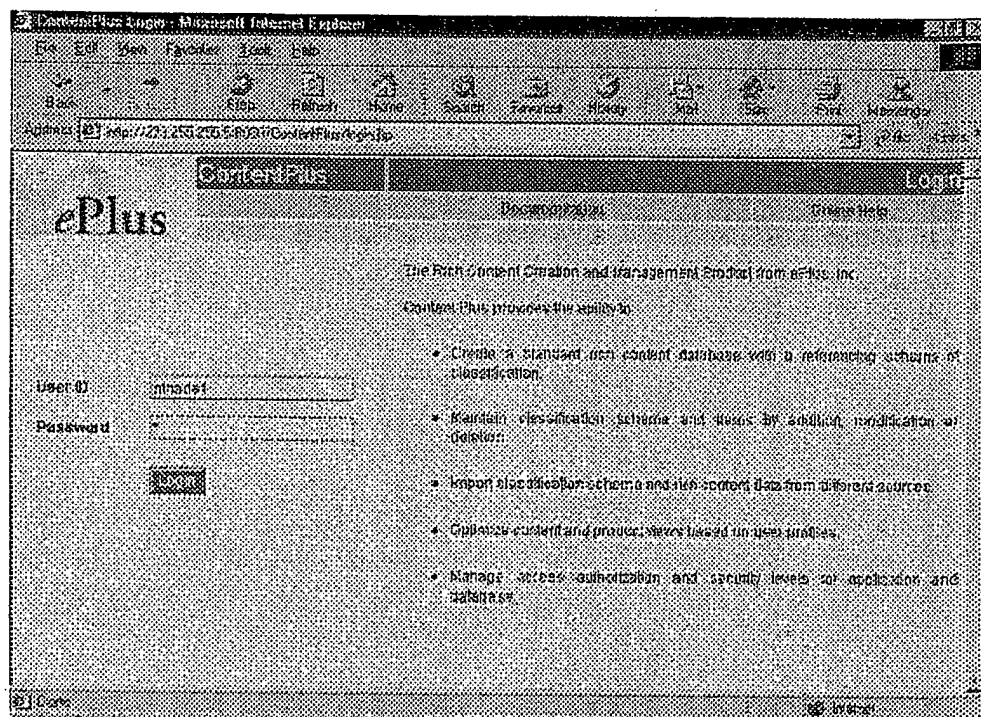 ContentPlus Login - Microsoft Internet Explorer
File Edit View Favorites Tools Help
Back Stop Refresh Home Search Favorites History Mail Print Messenger
Address
Content Plus Login
ePlus
Documentation Online Help
The Rich Content Creation and Management Product from ePlus, inc.
Content Plus provides the ability to
• Create a standard rich content database with a referencing schema of
classification.
User ID
• Maintain classification schema and items by addition, modification or
deletion.
Password
Login
• Import classification schema and rich content data from different sources.
• Optimize content and product views based on user profiles.
• Manage access authorization and security levels for application and
database.
Done